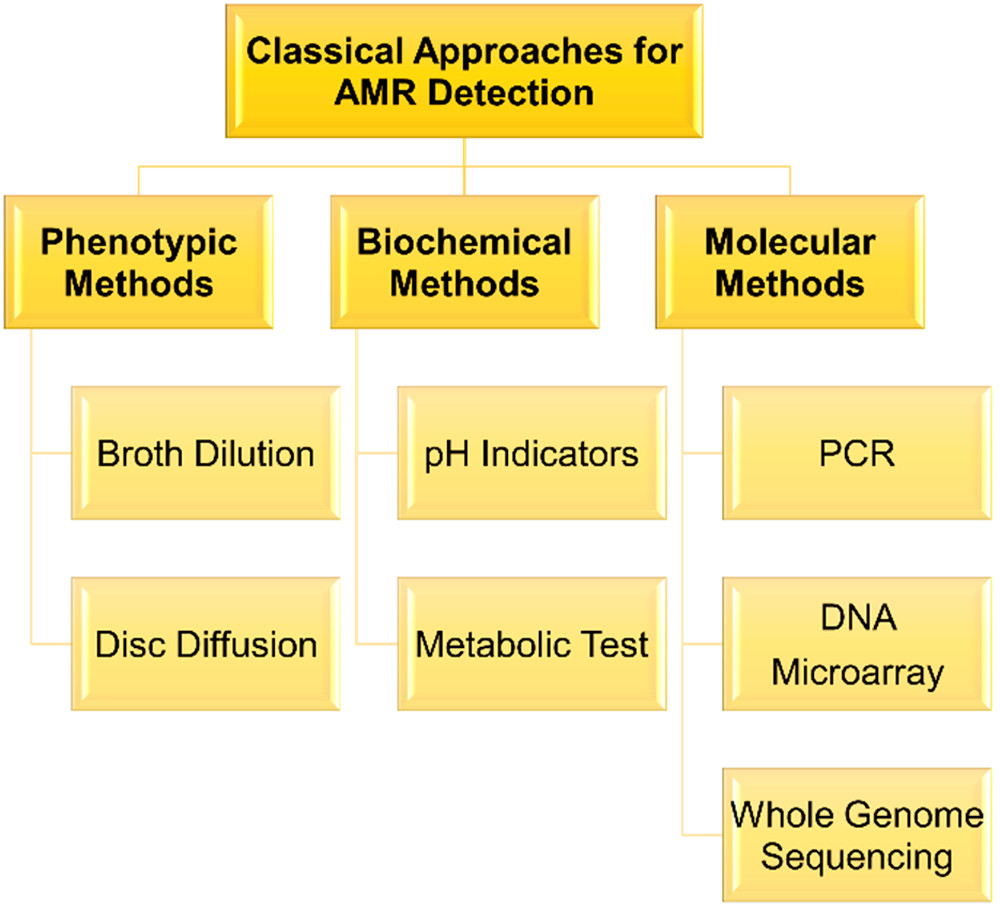 Classical Approaches for
AMR Detection
Phenotypic
Methods
Biochemical
Methods
Molecular
Methods
Broth Dilution
pH Indicators
PCR
Disc Diffusion
Metabolic Test
DNA
Microarray
Whole Genome
Sequencing